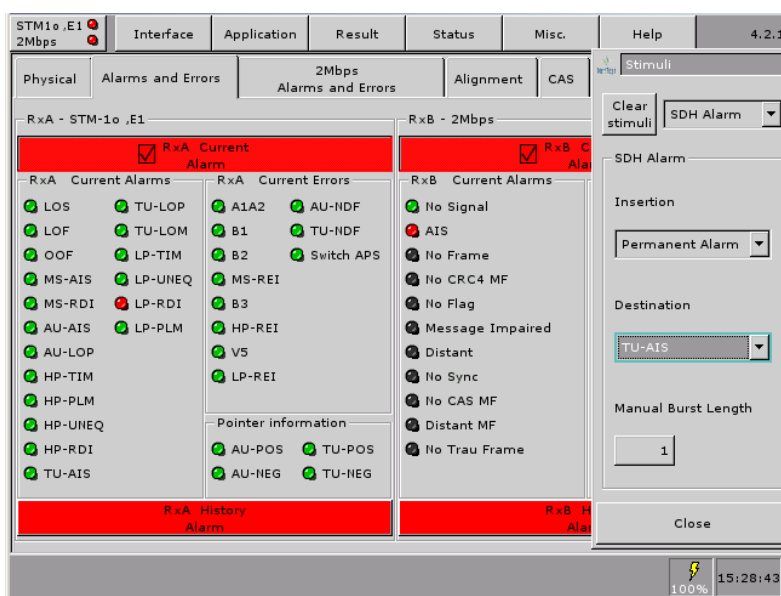 STM1o ,E1
2Mbps
Interface
Application
Result
Status
Misc.
Help
4.2.1
Physical
Alarms and Errors
2Mbps
Alarms and Errors
Alignment
CAS
Stimuli
Clear
stimuli
SDH Alarm
RxA - STM-1o ,E1
RxA Current
Alarm
RxA Current Alarms
LOS
LOF
OOF
MS-AIS
MS-RDI
AU-AIS
AU-LOP
HP-TIM
HP-PLM
HP-UNEQ
HP-RDI
TU-AIS
TU-LOP
TU-LOM
LP-TIM
LP-UNEQ
LP-RDI
LP-PLM
RxA Current Errors
A1A2
B1
B2
MS-REI
B3
HP-REI
V5
LP-REI
AU-NDF
TU-NDF
Switch APS
Pointer information
AU-POS
TU-POS
AU-NEG
TU-NEG
RxA History
Alarm
RxB - 2Mbps
RxB C
Ala
RxB Current Alarms
No Signal
AIS
No Frame
No CRC4 MF
No Flag
Message Impaired
Distant
No Sync
No CAS MF
Distant MF
No Trau Frame
RxB H
Ala
SDH Alarm
Insertion
Permanent Alarm
Destination
TU-AIS
Manual Burst Length
1
Close
100%
15:28:43